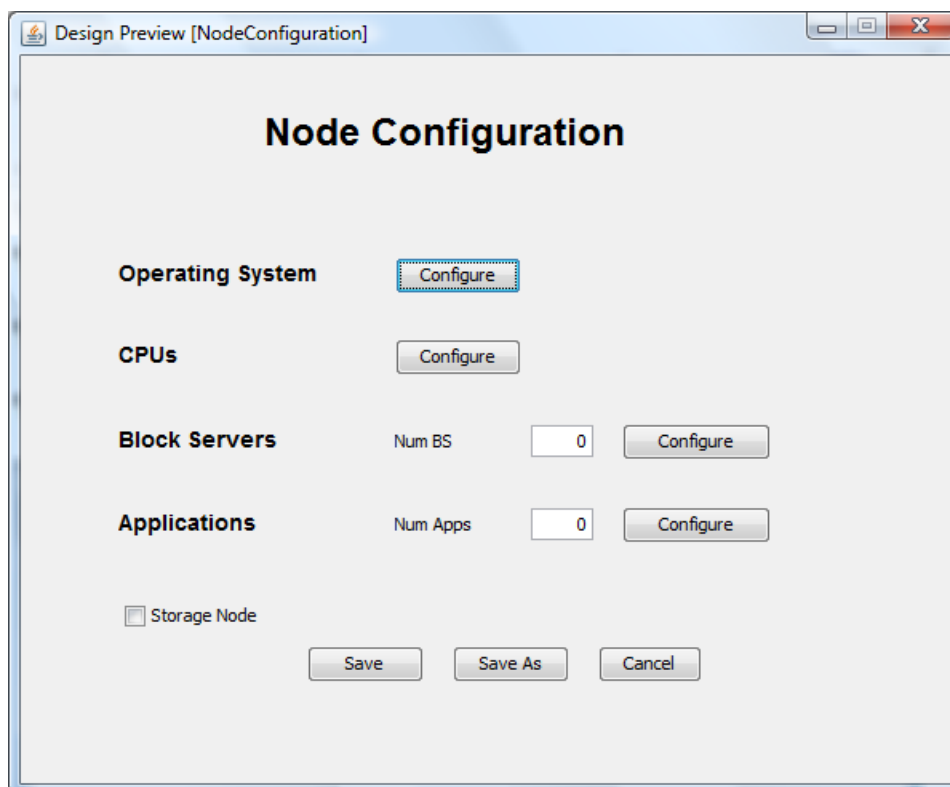 Design Preview [NodeConfiguration]
Node Configuration
Operating System Configure
CPUs Configure
Block Servers Num BS 0 Configure
Applications Num Apps 0 Configure
Storage Node
Save Save As Cancel